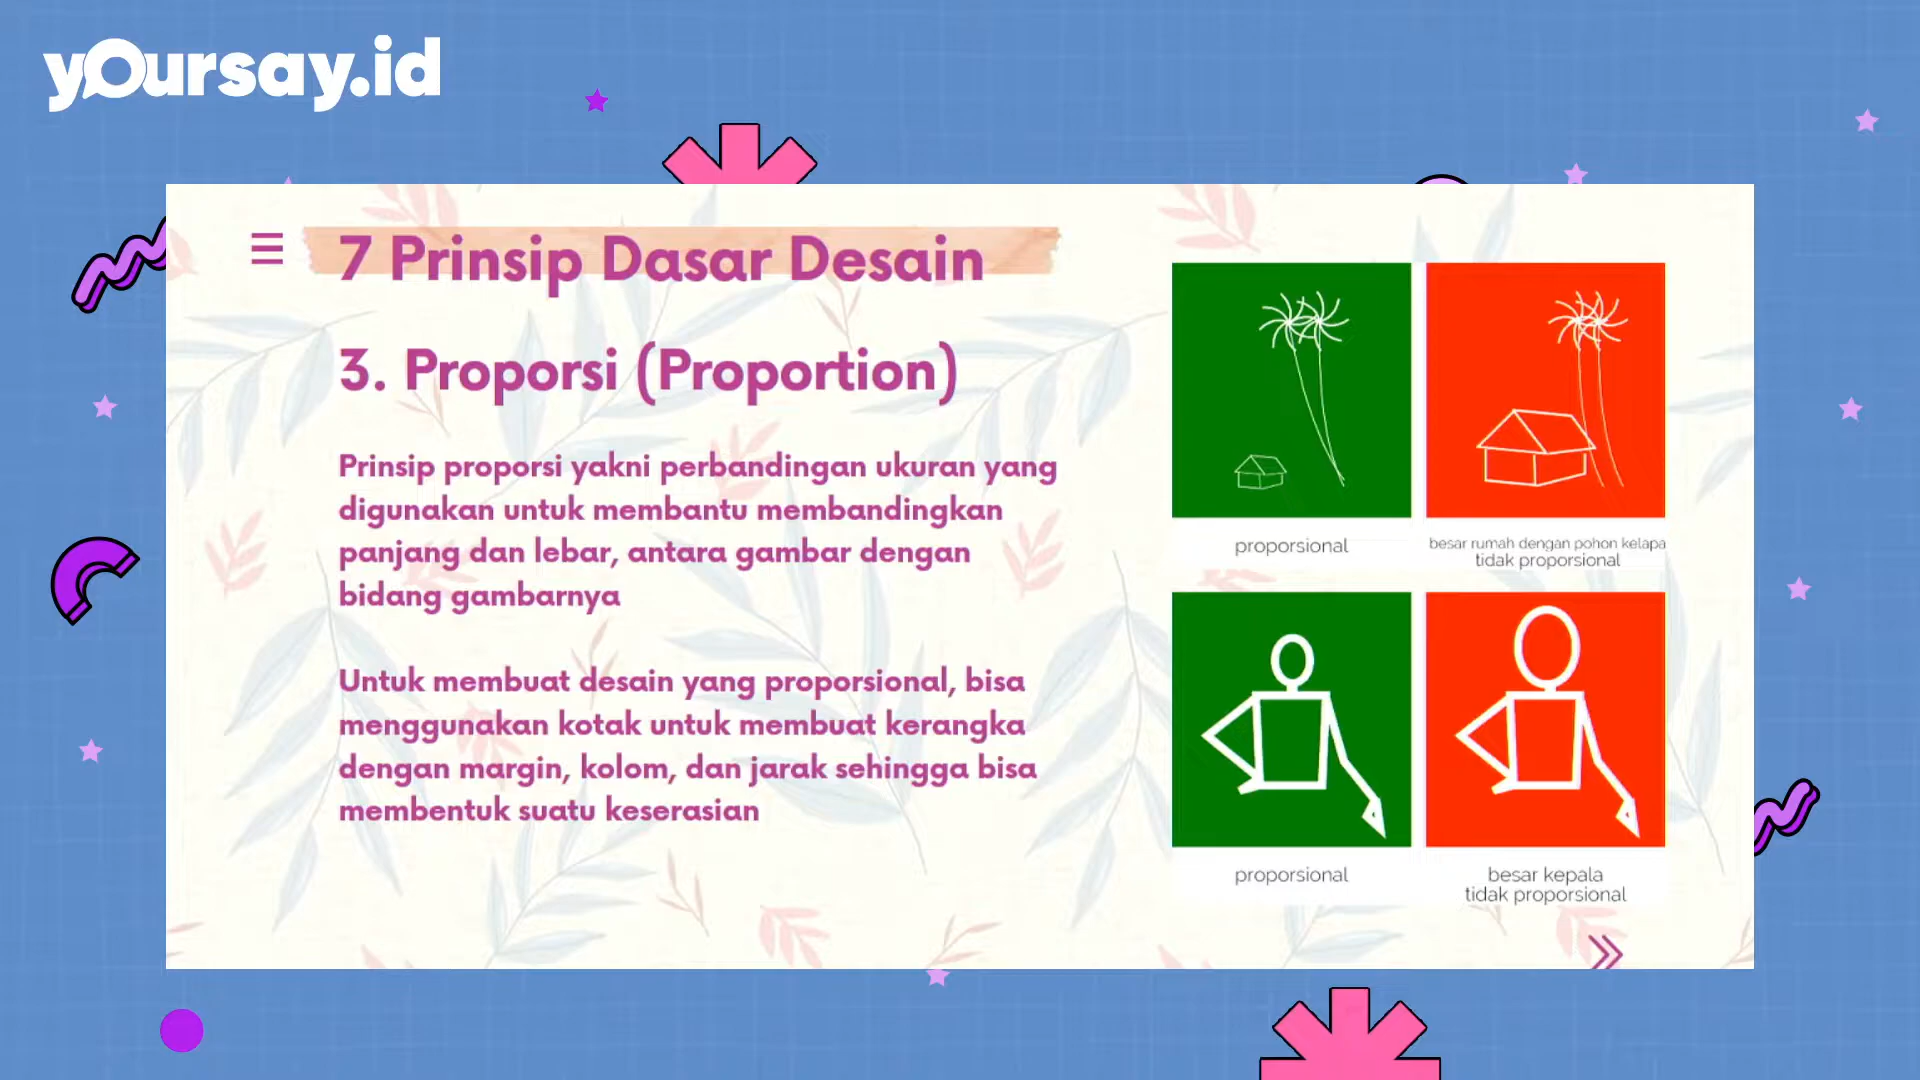 yoursay.id
7 Prinsip Dasar Desain
3. Proporsi (Proportion)
Prinsip proporsi yakni perbandingan ukuran yang
digunakan untuk membantu membandingkan
panjang dan lebar, antara gambar dengan
bidang gambarnya
Untuk membuat desain yang proporsional, bisa
menggunakan kotak untuk membuat kerangka
dengan margin, kolom, dan jarak sehingga bisa
membentuk suatu keserasian
proporsional
besar rumah dengan pohon kelapa
tidak proporsional
proporsional
besar kepala
tidak proporsional